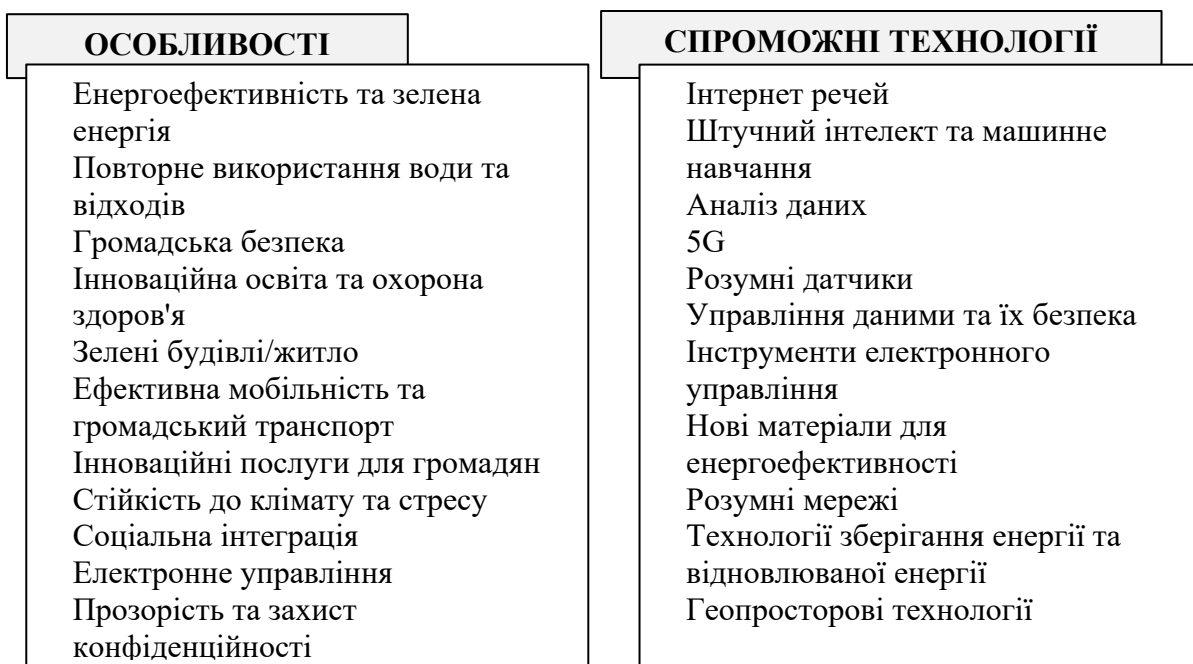 ОСОБЛИВОСТІ
Енергоефективність та зелена
енергія
Повторне використання води та
відходів
Громадська безпека
Інноваційна освіта та охорона
здоров'я
Зелені будівлі/житло
Ефективна мобільність та
громадський транспорт
Інноваційні послуги для громадян
Стійкість до клімату та стресу
Соціальна інтеграція
Електронне управління
Прозорість та захист
конфіденційності
СПРОМОЖНІ ТЕХНОЛОГІЇ
Інтернет речей
Штучний інтелект та машинне
навчання
Аналіз даних
5G
Розумні датчики
Управління даними та їх безпека
Інструменти електронного
управління
Нові матеріали для
енергоефективності
Розумні мережі
Технології зберігання енергії та
відновлюваної енергії
Геопросторові технології